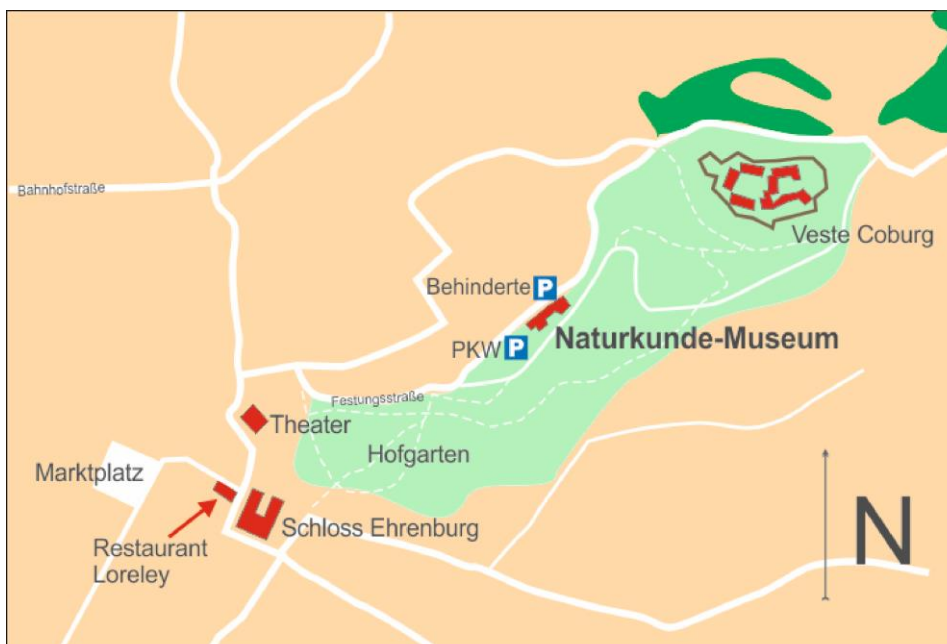 Bahnhofstraße
Veste Coburg
Behinderte P
Naturkunde-Museum
PKW P
Festungsstraße
Theater
Hofgarten
Marktplatz
Schloss Ehrenburg
Restaurant
Loreley
N